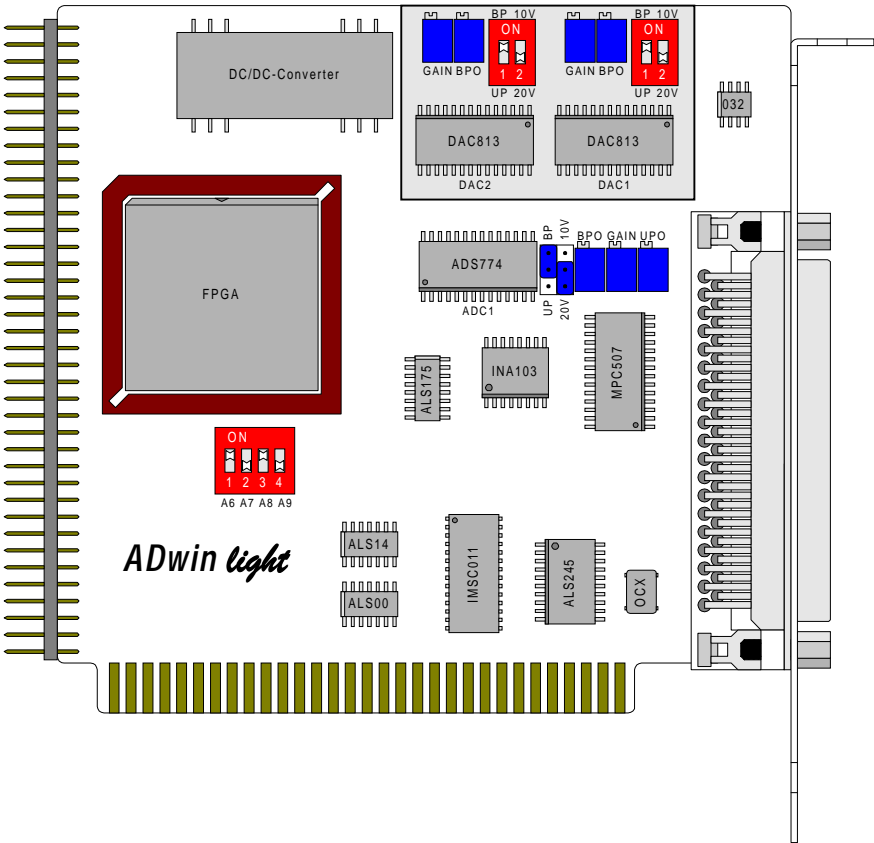 BP 10V
ON
1 2
UP 20V
GAIN BPO
BP 10V
ON
1 2
UP 20V
GAIN BPO
DC/DC-Converter
032
DAC813
DAC2
DAC813
DAC1
FPGA
ADS774
ADC1
BP
10V
UP
20V
BPO GAIN UPO
ALS175
INA103
MPC507
ON
1 2 3 4
A6 A7 A8 A9
ADwin light
ALS14
ALS00
IMSC011
ALS245
OCX